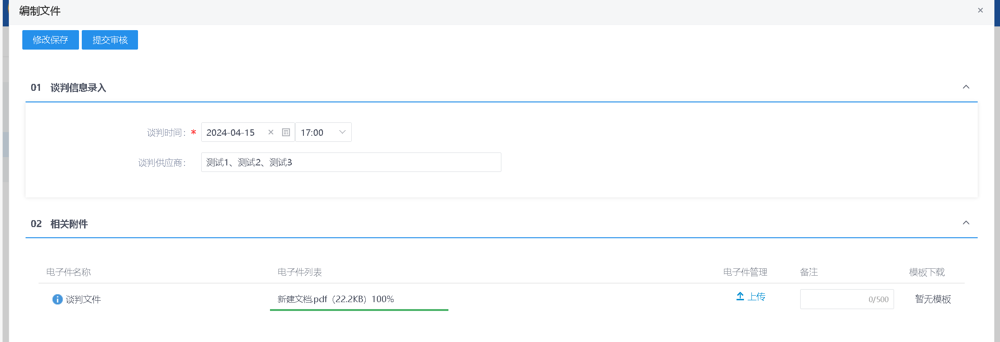 编制文件
修改保存 提交审核
01 谈判信息录入
谈判时间: * 2024-04-15 17:00
谈判供应商: 测试1、测试2、测试3
02 相关附件
电子件名称 电子件列表 电子件管理 备注 模板下载
谈判文件 新建文档.pdf（22.2KB）100% 上传 0/500 暂无模板